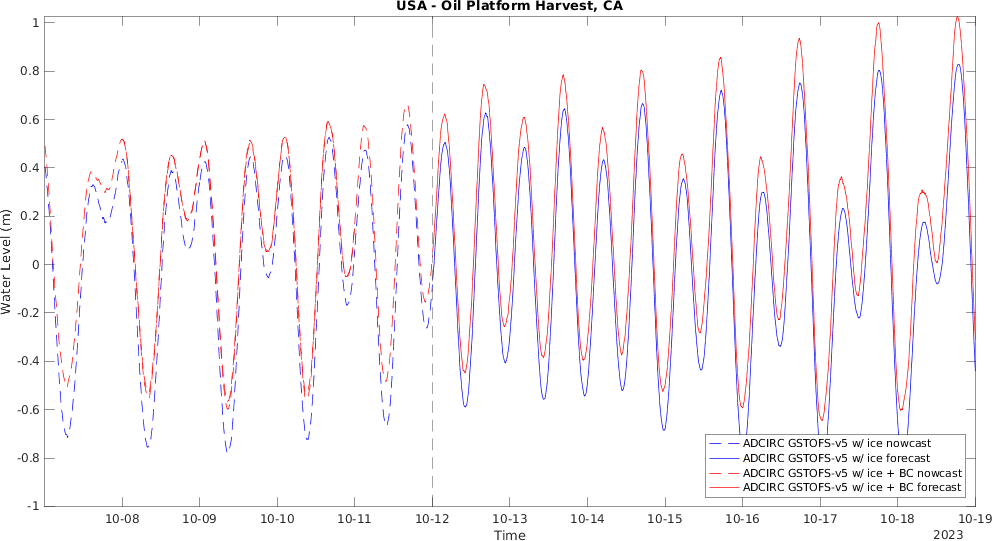 USA - Oil Platform Harvest, CA
1
0.8
0.6
0.4
0.2
0
-0.2
-0.4
-0.6
-0.8
-1
Water Level (m)
ADCIRC GSTOFS-v5 w/ ice nowcast
ADCIRC GSTOFS-v5 w/ ice forecast
ADCIRC GSTOFS-v5 w/ ice + BC nowcast
ADCIRC GSTOFS-v5 w/ ice + BC forecast
10-08 10-09 10-10 10-11 10-12 10-13 10-14 10-15 10-16 10-17 10-18 10-19
Time
2023